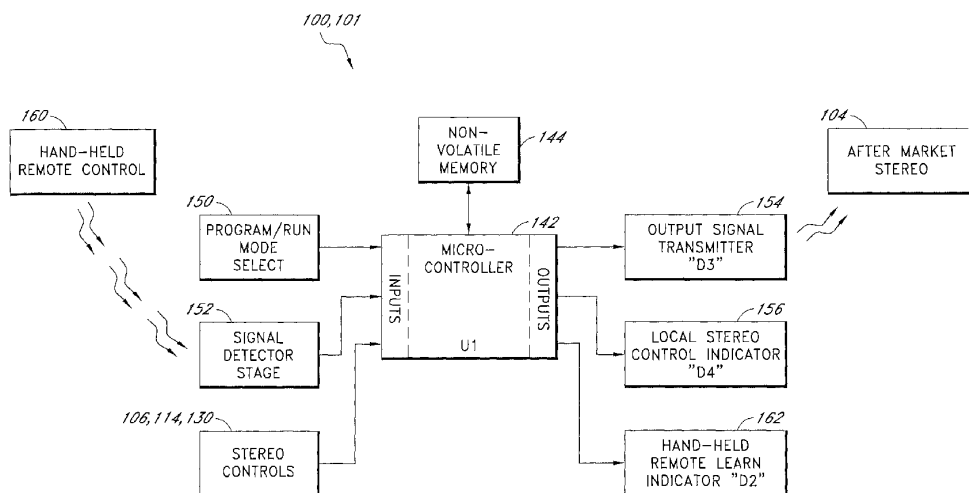 100,101
160
HAND-HELD
REMOTE CONTROL
NON-
VOLATILE
MEMORY
144
104
AFTER MARKET
STEREO
150
PROGRAM/RUN
MODE
SELECT
142
MICRO-
CONTROLLER
INPUTS
OUTPUTS
U1
154
OUTPUT SIGNAL
TRANSMITTER
"D3"
152
SIGNAL
DETECTOR
STAGE
156
LOCAL STEREO
CONTROL INDICATOR
"D4"
106,114,130
STEREO
CONTROLS
162
HAND-HELD
REMOTE LEARN
INDICATOR "D2"